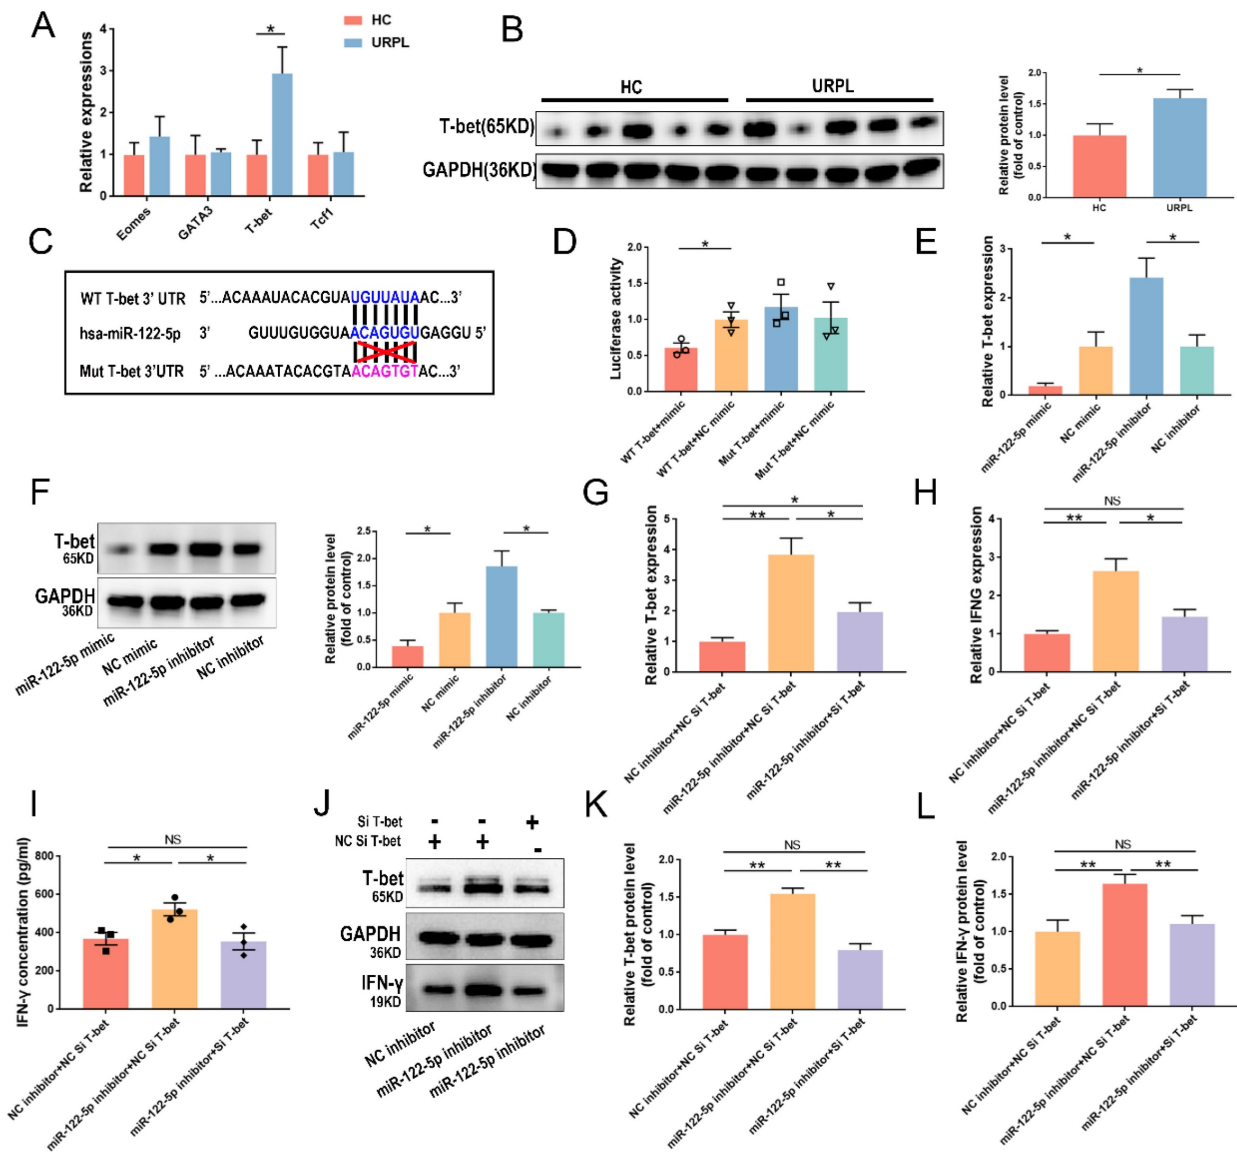 A
Relative expressions
4
3
2
1
0
*
HC
URPL
Eomes
GATA3
T-bet
Tcf1
B
HC
URPL
T-bet(65KD)
GAPDH(36KD)
Relative protein level
(fold of control)
2.0
1.5
1.0
0.5
0.0
*
HC
URPL
C
WT T-bet 3' UTR 5'...ACAAAUACACGUAUGUUAUAAC...3'
hsa-miR-122-5p 3' GUUUGUGGUAACAGUGUGAGGU 5'
Mut T-bet 3'UTR 5' ...ACAAATACACGTAACAGTGTAC...3'
D
Luciferase activity
2.0
1.5
1.0
0.5
0.0
*
WT T-bet+mimic
WT T-bet+NC mimic
Mut T-bet+mimic
Mut T-bet+NC mimic
E
Relative T-bet expression
3
2
1
0
*
*
miR-122-5p mimic
NC mimic
miR-122-5p inhibitor
NC inhibitor
F
T-bet
65KD
GAPDH
36KD
miR-122-5p mimic
NC mimic
miR-122-5p inhibitor
NC inhibitor
Relative protein level
(fold of control)
2.5
2.0
1.5
1.0
0.5
0.0
*
*
miR-122-5p mimic
NC mimic
miR-122-5p inhibitor
NC inhibitor
G
Relative T-bet expression
5
4
3
2
1
0
*
**
*
NC inhibitor+NC Si T-bet
miR-122-5p inhibitor+NC Si T-bet
miR-122-5p inhibitor+Si T-bet
H
Relative IFNG expression
4
3
2
1
0
NS
**
*
NC inhibitor+NC Si T-bet
miR-122-5p inhibitor+NC Si T-bet
miR-122-5p inhibitor+Si T-bet
I
IFN-γ concentration (pg/ml)
800
600
400
200
0
NS
*
*
NC inhibitor+NC Si T-bet
miR-122-5p inhibitor+NC Si T-bet
miR-122-5p inhibitor+Si T-bet
J
Si T-bet - - +
NC Si T-bet + + -
T-bet
65KD
GAPDH
36KD
IFN-γ
19KD
NC inhibitor
miR-122-5p inhibitor
miR-122-5p inhibitor
K
Relative T-bet protein level
(fold of control)
2.0
1.5
1.0
0.5
0.0
NS
**
**
NC inhibitor+NC Si T-bet
miR-122-5p inhibitor+NC Si T-bet
miR-122-5p inhibitor+Si T-bet
L
Relative IFN-γ protein level
(fold of control)
2.0
1.5
1.0
0.5
0.0
NS
**
**
NC inhibitor+NC Si T-bet
miR-122-5p inhibitor+NC Si T-bet
miR-122-5p inhibitor+Si T-bet